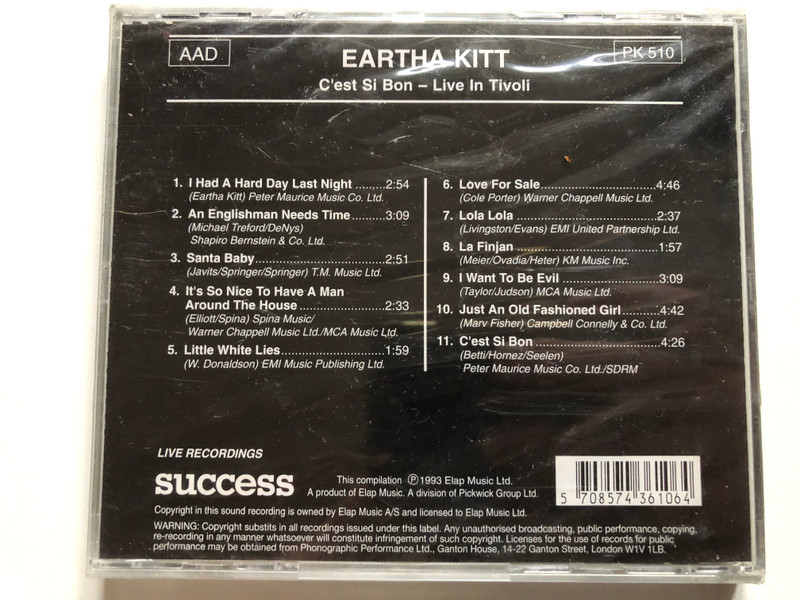 AAD
EARTHA KITT
PK 510
C'est Si Bon – Live In Tivoli
1. I Had A Hard Day Last Night ........2:54
(Eartha Kitt) Peter Maurice Music Co. Ltd.
2. An Englishman Needs Time.........3:09
(Michael Treford/DeNys)
Shapiro Bernstein & Co. Ltd.
3. Santa Baby...................................2:51
(Javits/Springer/Springer) T.M. Music Ltd.
4. It's So Nice To Have A Man
Around The House .......................2:33
(Elliott/Spina) Spina Music/
Warner Chappell Music Ltd./MCA Music Ltd.
5. Little White Lies............................1:59
(W. Donaldson) EMI Music Publishing Ltd.
6. Love For Sale...............................4:46
(Cole Porter) Warner Chappell Music Ltd.
7. Lola Lola ......................................2:37
(Livingston/Evans) EMI United Partnership Ltd.
8. La Finjan ......................................1:57
(Meier/Ovadia/Heter) KM Music Inc.
9. I Want To Be Evil .........................3:09
(Taylor/Judson) MCA Music Ltd.
10. Just An Old Fashioned Girl..........4:42
(Marv Fisher) Campbell Connelly & Co. Ltd.
11. C'est Si Bon .................................4:26
(Betti/Hornez/Seelen)
Peter Maurice Music Co. Ltd./SDRM
LIVE RECORDINGS
success
This compilation ℗ 1993 Elap Music Ltd.
A product of Elap Music. A division of Pickwick Group Ltd.
5 708574 361064
Copyright in this sound recording is owned by Elap Music A/S and licensed to Elap Music Ltd.
WARNING: Copyright substits in all recordings issued under this label. Any unauthorised broadcasting, public performance, copying,
re-recording in any manner whatsoever will constitute infringement of such copyright. Licenses for the use of records for public
performance may be obtained from Phonographic Performance Ltd., Ganton House, 14-22 Ganton Street, London W1V 1LB.